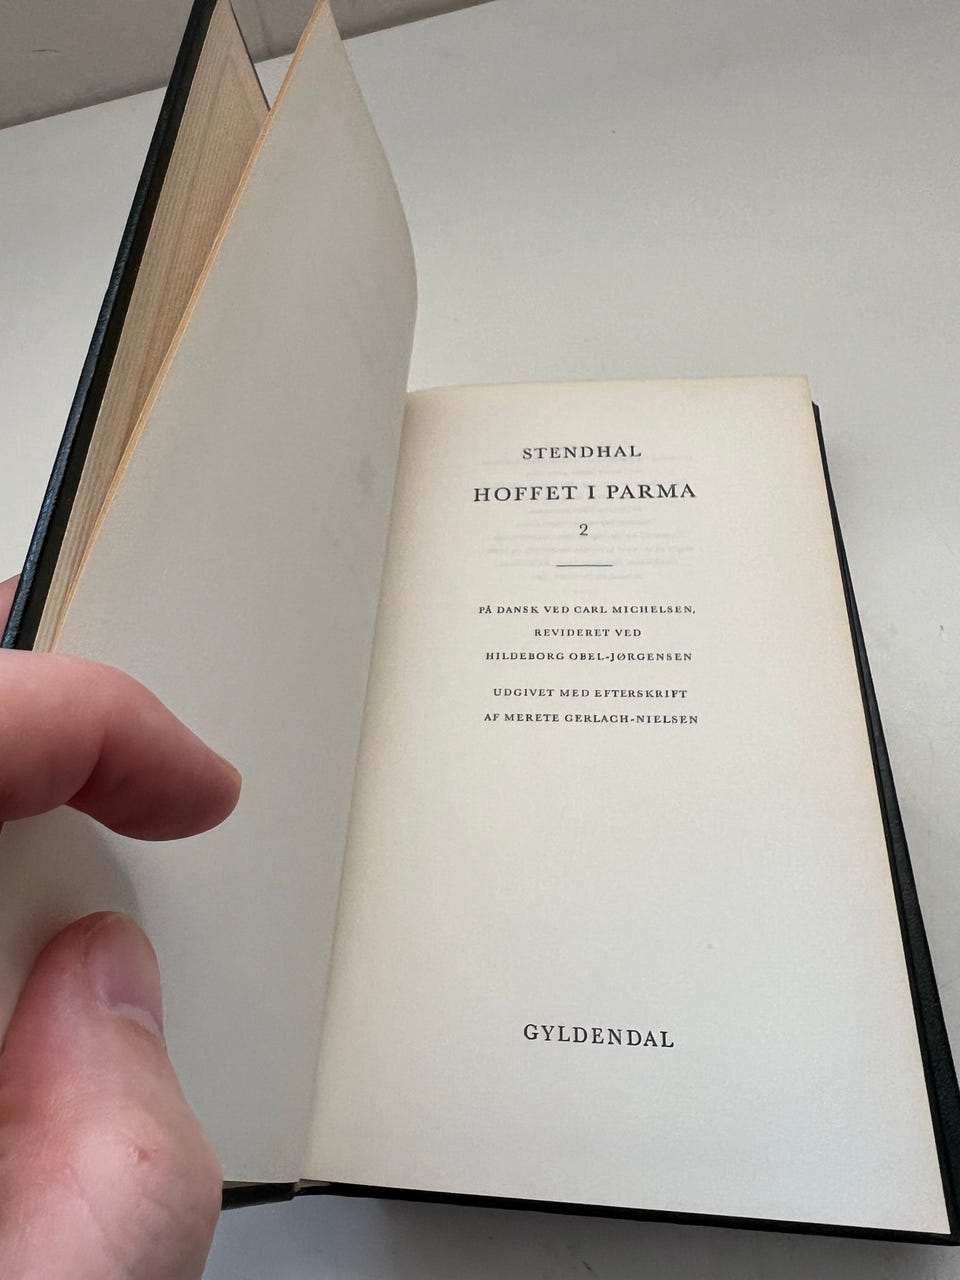 STENDHAL
HOFFET I PARMA
2
PÅ DANSK VED CARL MICHELSEN,
REVIDERET VED
HILDEBORG OBEL-JØRGENSEN
UDGIVET MED EFTERSKRIFT
AF MERETE GERLACH-NIELSEN
GYLDENDAL